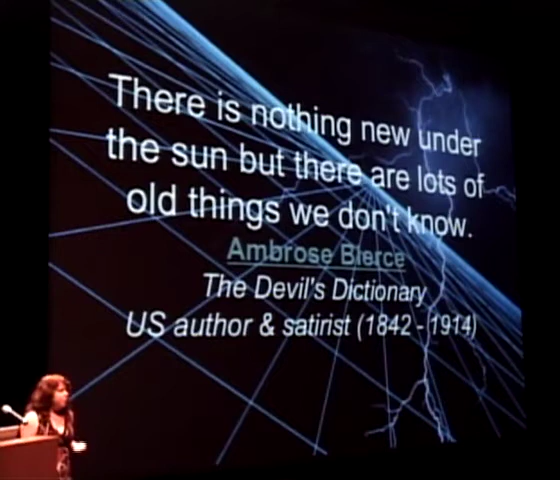 There is nothing new under
the sun but there are lots of
old things we don't know.
Ambrose Bierce
The Devil's Dictionary
US author & satirist (1842 - 1914)